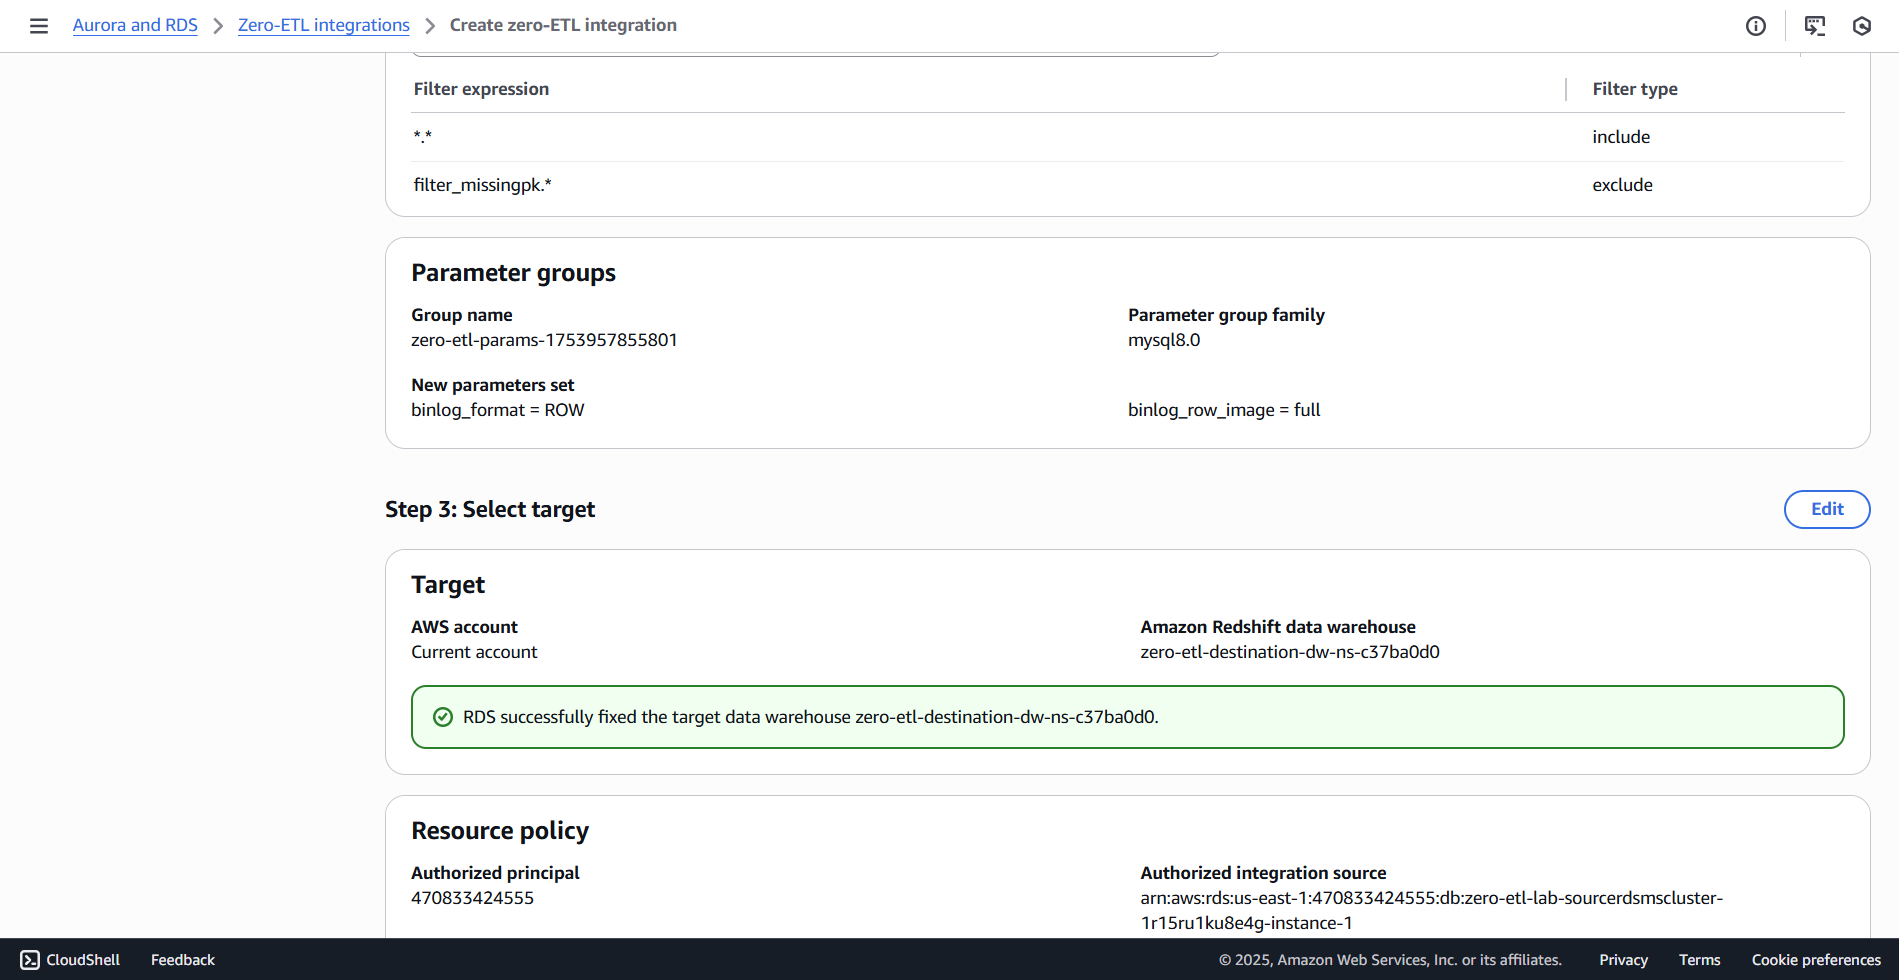 Aurora and RDS > Zero-ETL integrations > Create zero-ETL integration
Filter expression Filter type
*.* include
filter_missingpk.* exclude
Parameter groups
Group name Parameter group family
zero-etl-params-1753957855801 mysql8.0
New parameters set
binlog_format = ROW binlog_row_image = full
Step 3: Select target Edit
Target
AWS account Amazon Redshift data warehouse
Current account zero-etl-destination-dw-ns-c37ba0d0
RDS successfully fixed the target data warehouse zero-etl-destination-dw-ns-c37ba0d0.
Resource policy
Authorized principal Authorized integration source
470833424555 arn:aws:rds:us-east-1:470833424555:db:zero-etl-lab-sourcerdsmscluster-
1r15ru1ku8e4g-instance-1
CloudShell Feedback © 2025, Amazon Web Services, Inc. or its affiliates. Privacy Terms Cookie preferences